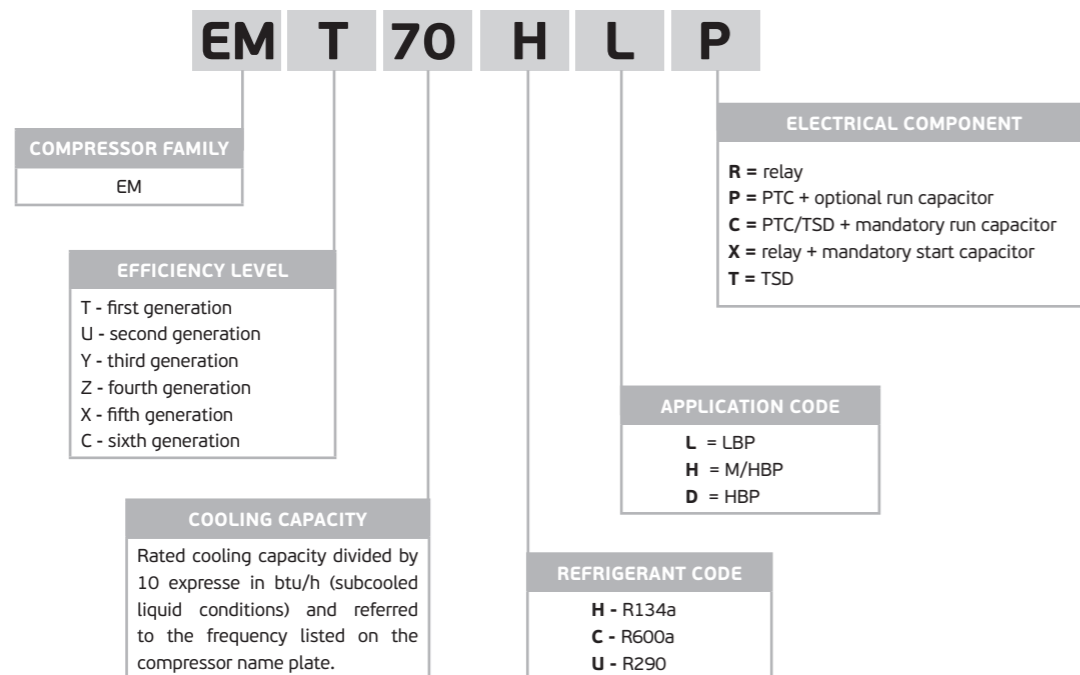 EM T 70 H L P
COMPRESSOR FAMILY
EM
EFFICIENCY LEVEL
T - first generation
U - second generation
Y - third generation
Z - fourth generation
X - fifth generation
C - sixth generation
COOLING CAPACITY
Rated cooling capacity divided by
10 expresse in btu/h (subcooled
liquid conditions) and referred
to the frequency listed on the
compressor name plate.
ELECTRICAL COMPONENT
R = relay
P = PTC + optional run capacitor
C = PTC/TSD + mandatory run capacitor
X = relay + mandatory start capacitor
T = TSD
APPLICATION CODE
L = LBP
H = M/HBP
D = HBP
REFRIGERANT CODE
H - R134a
C - R600a
U - R290